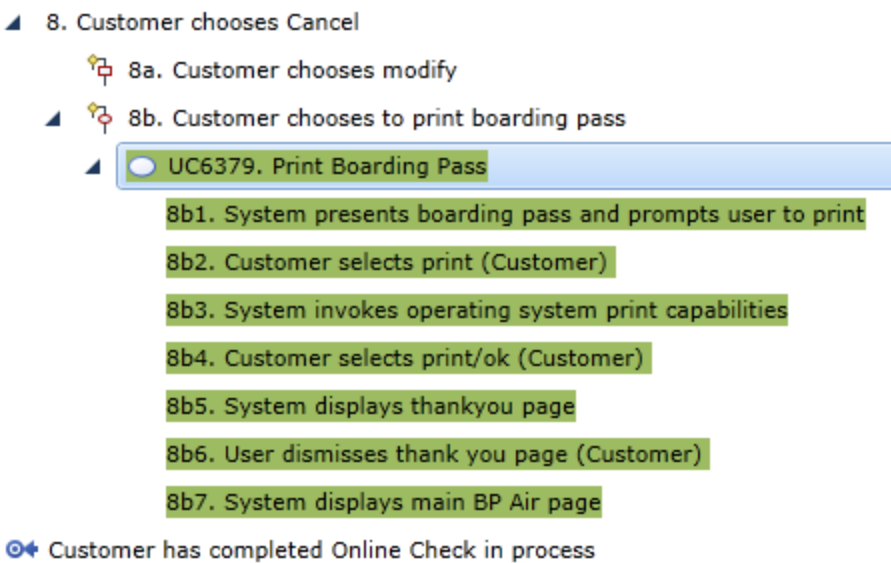 8. Customer chooses Cancel
8a. Customer chooses modify
8b. Customer chooses to print boarding pass
UC6379. Print Boarding Pass
8b1. System presents boarding pass and prompts user to print
8b2. Customer selects print (Customer)
8b3. System invokes operating system print capabilities
8b4. Customer selects print/ok (Customer)
8b5. System displays thankyou page
8b6. User dismisses thank you page (Customer)
8b7. System displays main BP Air page
Customer has completed Online Check in process